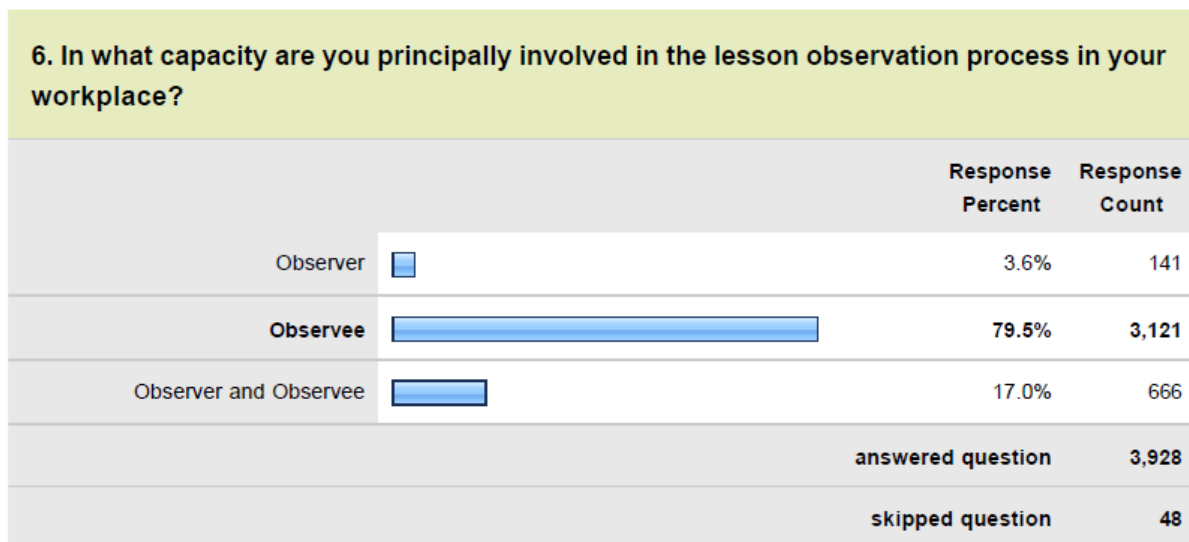 6. In what capacity are you principally involved in the lesson observation process in your
workplace?
Response Response
Percent Count
Observer 3.6% 141
Observee 79.5% 3,121
Observer and Observee 17.0% 666
answered question 3,928
skipped question 48